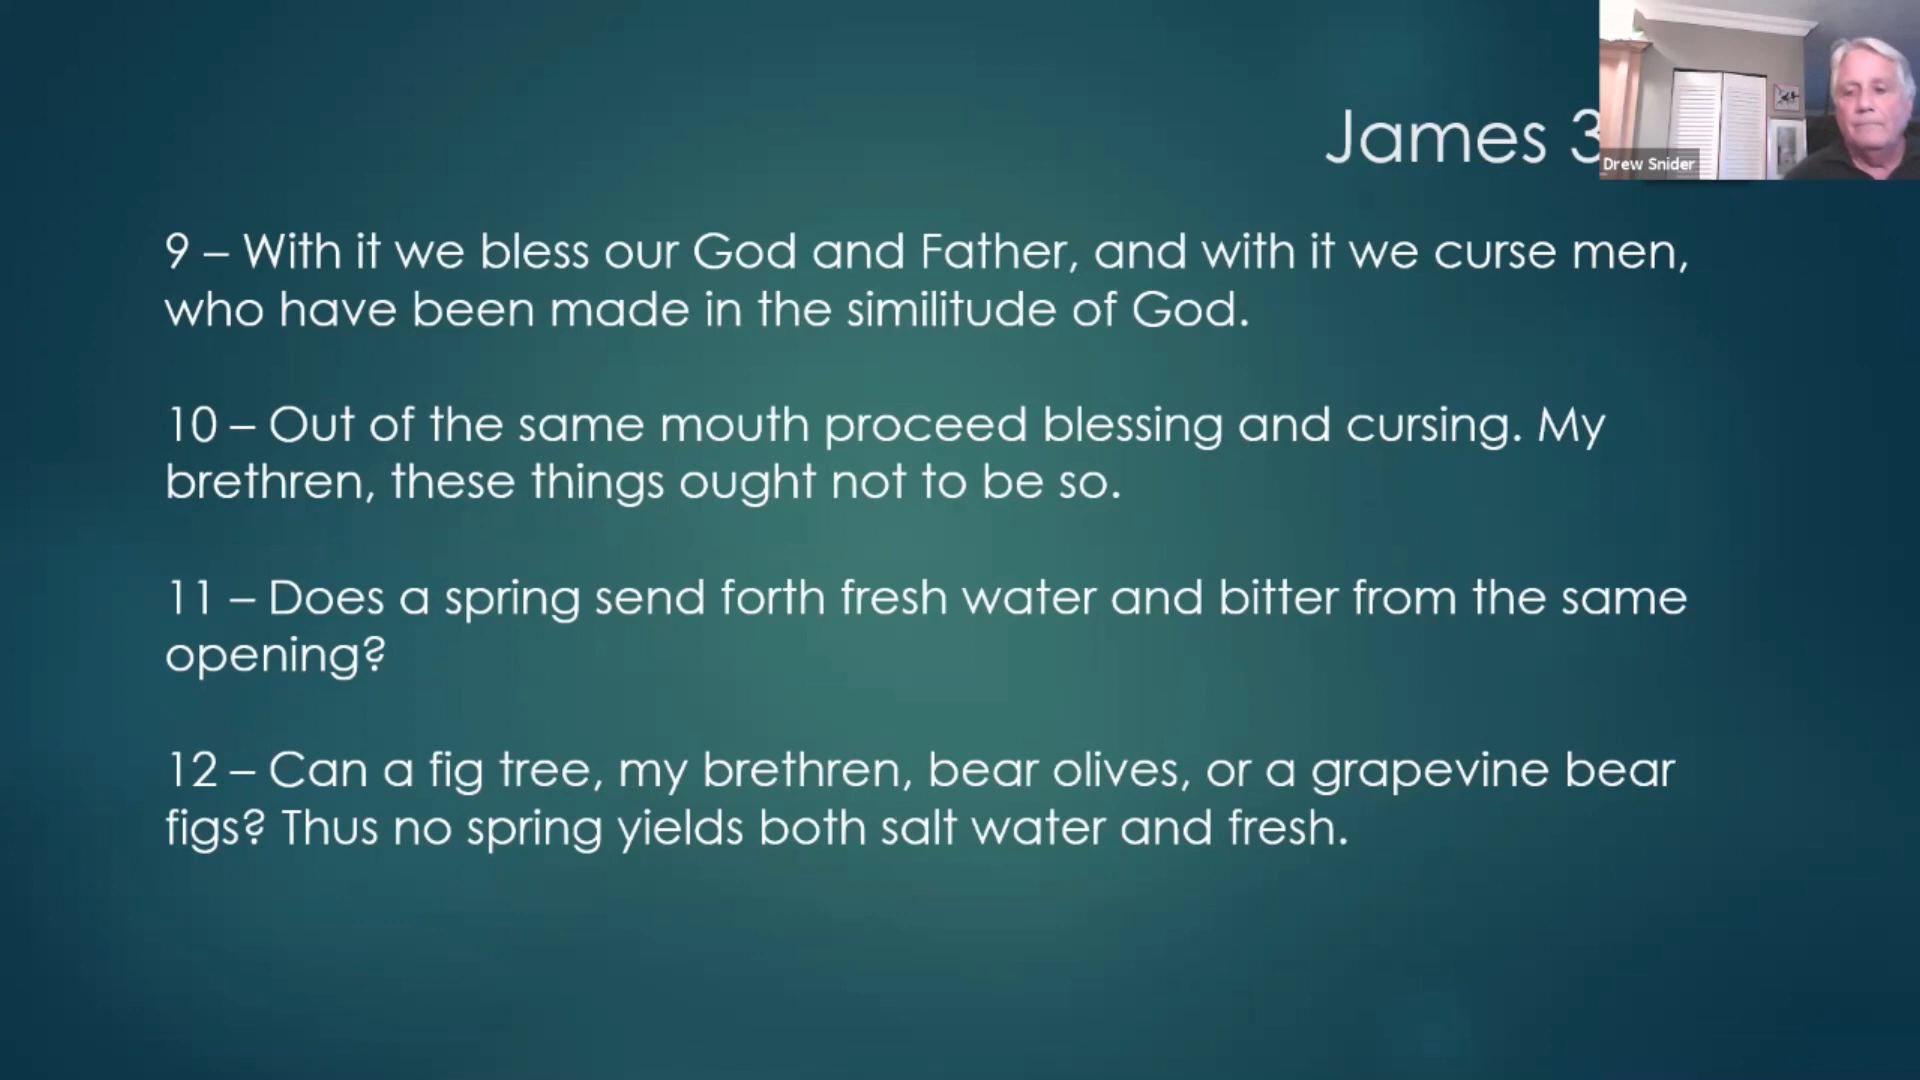 James 3
Drew Snider
9 – With it we bless our God and Father, and with it we curse men,
who have been made in the similitude of God.
10 – Out of the same mouth proceed blessing and cursing. My
brethren, these things ought not to be so.
11 – Does a spring send forth fresh water and bitter from the same
opening?
12 – Can a fig tree, my brethren, bear olives, or a grapevine bear
figs? Thus no spring yields both salt water and fresh.